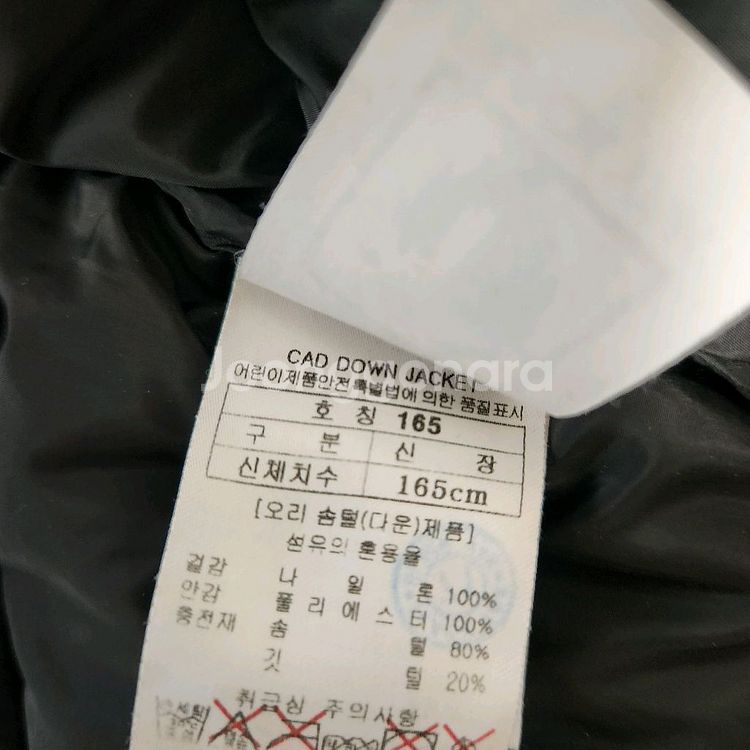 CAD DOWN JACKET
Joonggonara
어린이제품안전특별법에 의한 품질표시
호 칭 165
구 분 신 장
신체치수 165cm
[오리 솜털(다운)제품]
섬유의 혼용율
겉감 나 일 론 100%
안감 폴 리 에 스 터 100%
충전재 솜 털 80%
깃 털 20%
취급상 주의사항